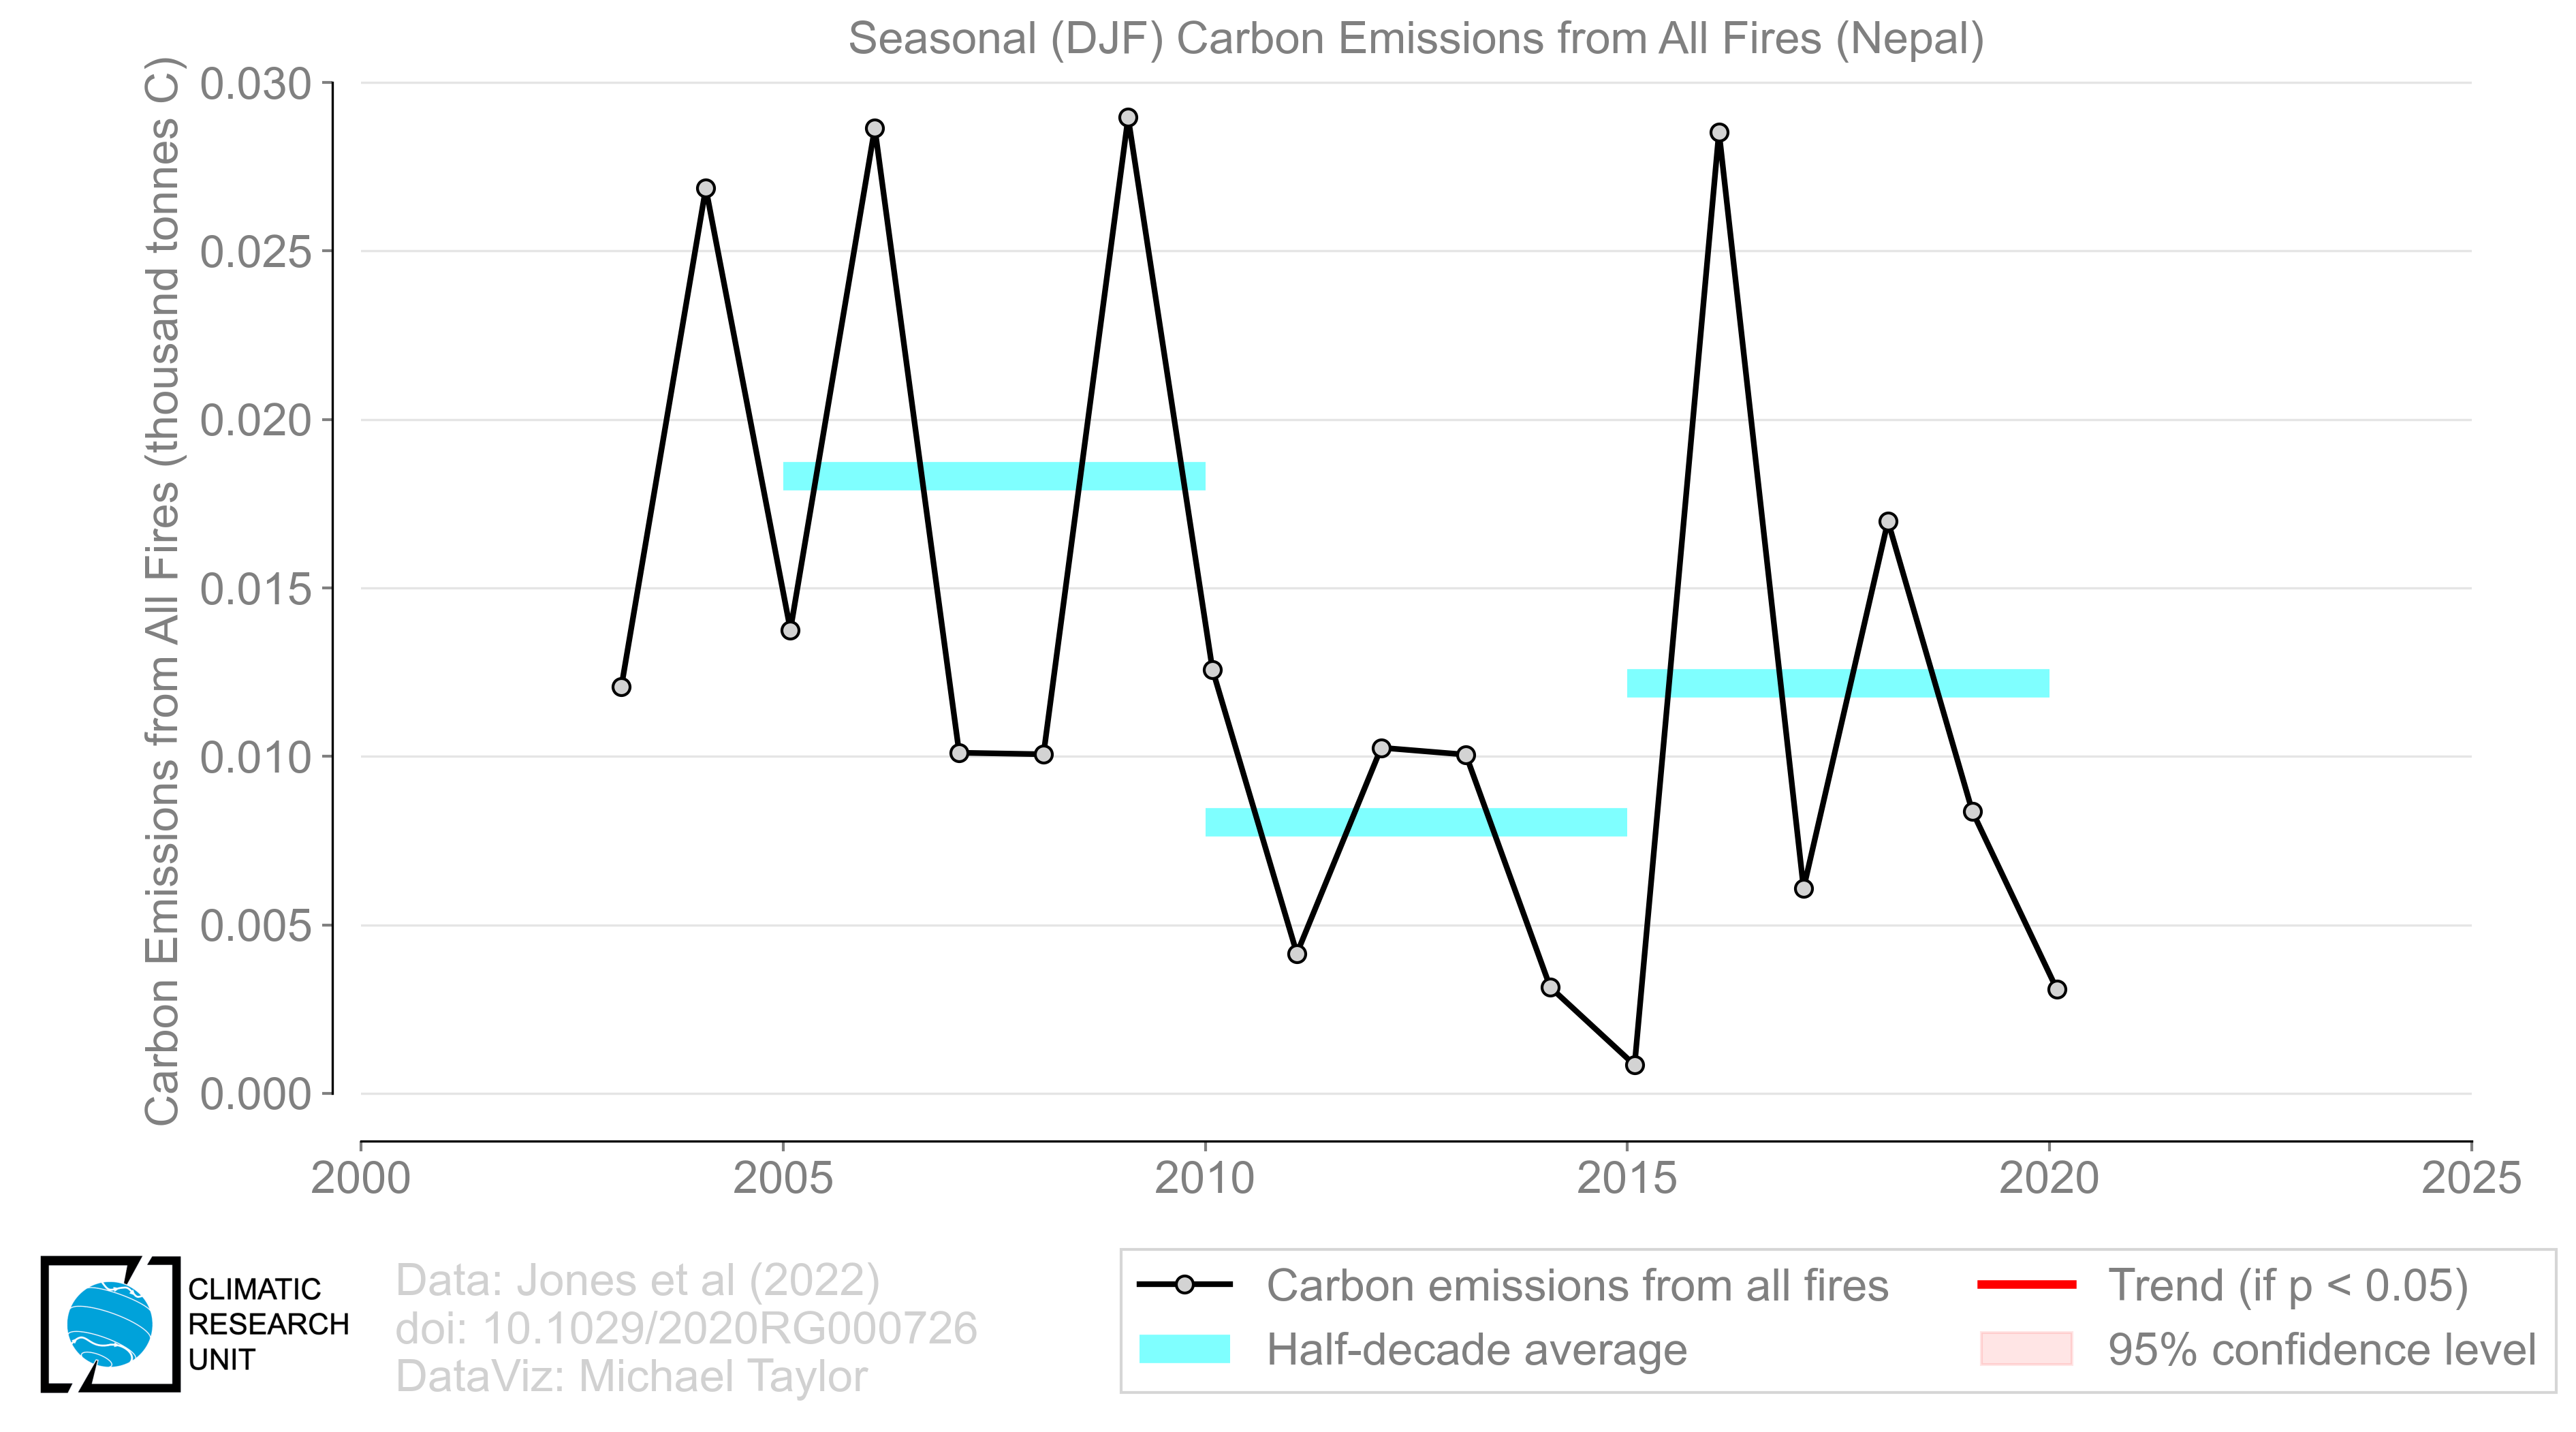 Seasonal (DJF) Carbon Emissions from All Fires (Nepal)
Carbon Emissions from All Fires (thousand tonnes C)
0.030
0.025
0.020
0.015
0.010
0.005
0.000
2000 2005 2010 2015 2020 2025
CLIMATIC
RESEARCH
UNIT
Data: Jones et al (2022)
doi: 10.1029/2020RG000726
DataViz: Michael Taylor
Carbon emissions from all fires
Half-decade average
Trend (if p < 0.05)
95% confidence level